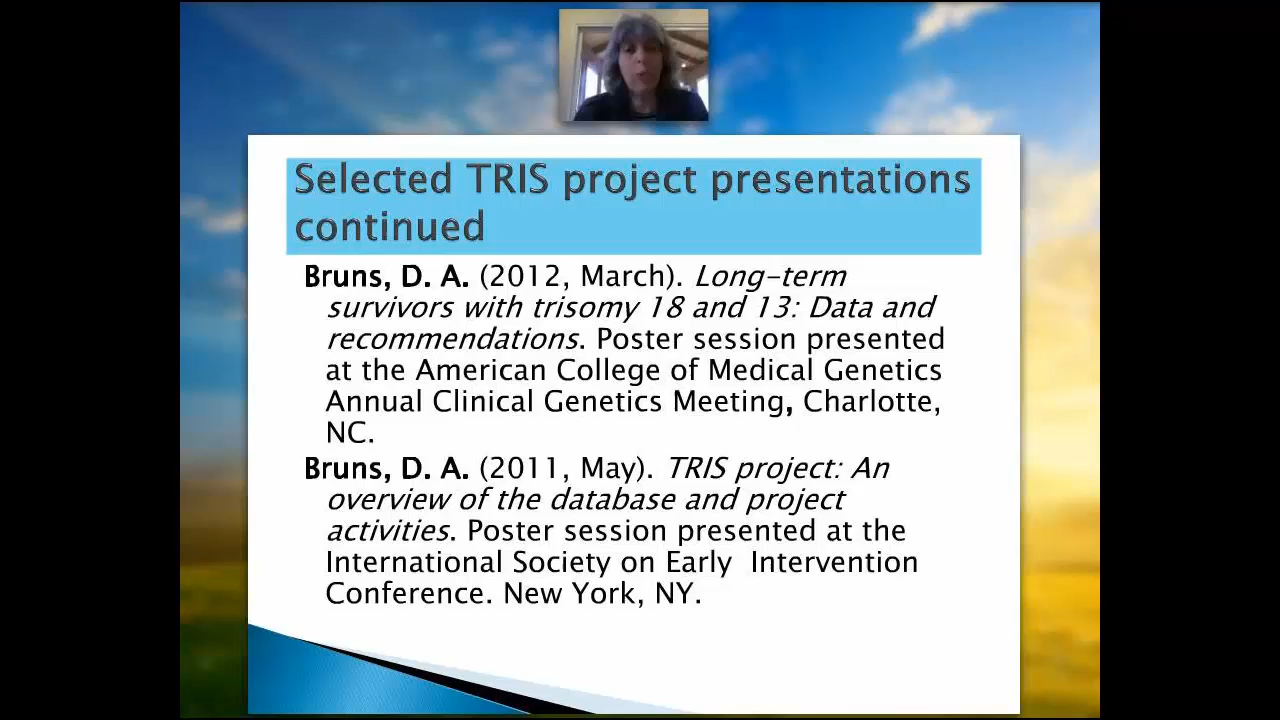 Selected TRIS project presentations
continued
Bruns, D. A. (2012, March). Long-term
survivors with trisomy 18 and 13: Data and
recommendations. Poster session presented
at the American College of Medical Genetics
Annual Clinical Genetics Meeting, Charlotte,
NC.
Bruns, D. A. (2011, May). TRIS project: An
overview of the database and project
activities. Poster session presented at the
International Society on Early  Intervention
Conference. New York, NY.